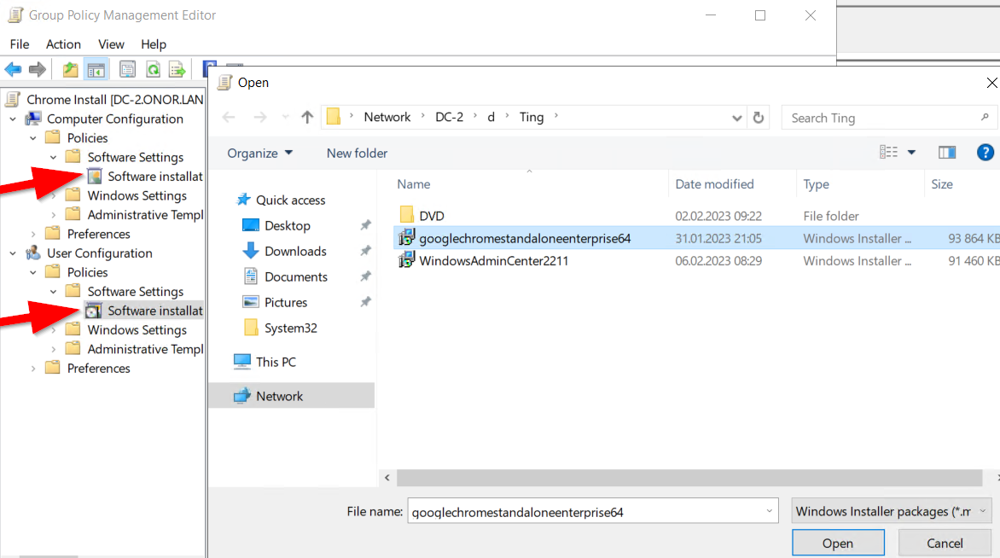 Group Policy Management Editor
File Action View Help
Chrome Install [DC-2.ONOR.LAN
Computer Configuration
Policies
Software Settings
Software installat
Windows Settings
Administrative Templ
Preferences
User Configuration
Policies
Software Settings
Software installat
Windows Settings
Administrative Templ
Preferences
Open
Network > DC-2 > d > Ting >
Search Ting
Organize New folder
Quick access
Desktop
Downloads
Documents
Pictures
System32
This PC
Network
Name Date modified Type Size
DVD 02.02.2023 09:22 File folder
googlechromestandaloneenterprise64 31.01.2023 21:05 Windows Installer ... 93 864 KB
WindowsAdminCenter2211 06.02.2023 08:29 Windows Installer ... 91 460 KB
File name: googlechromestandaloneenterprise64 Windows Installer packages (*.m
Open Cancel